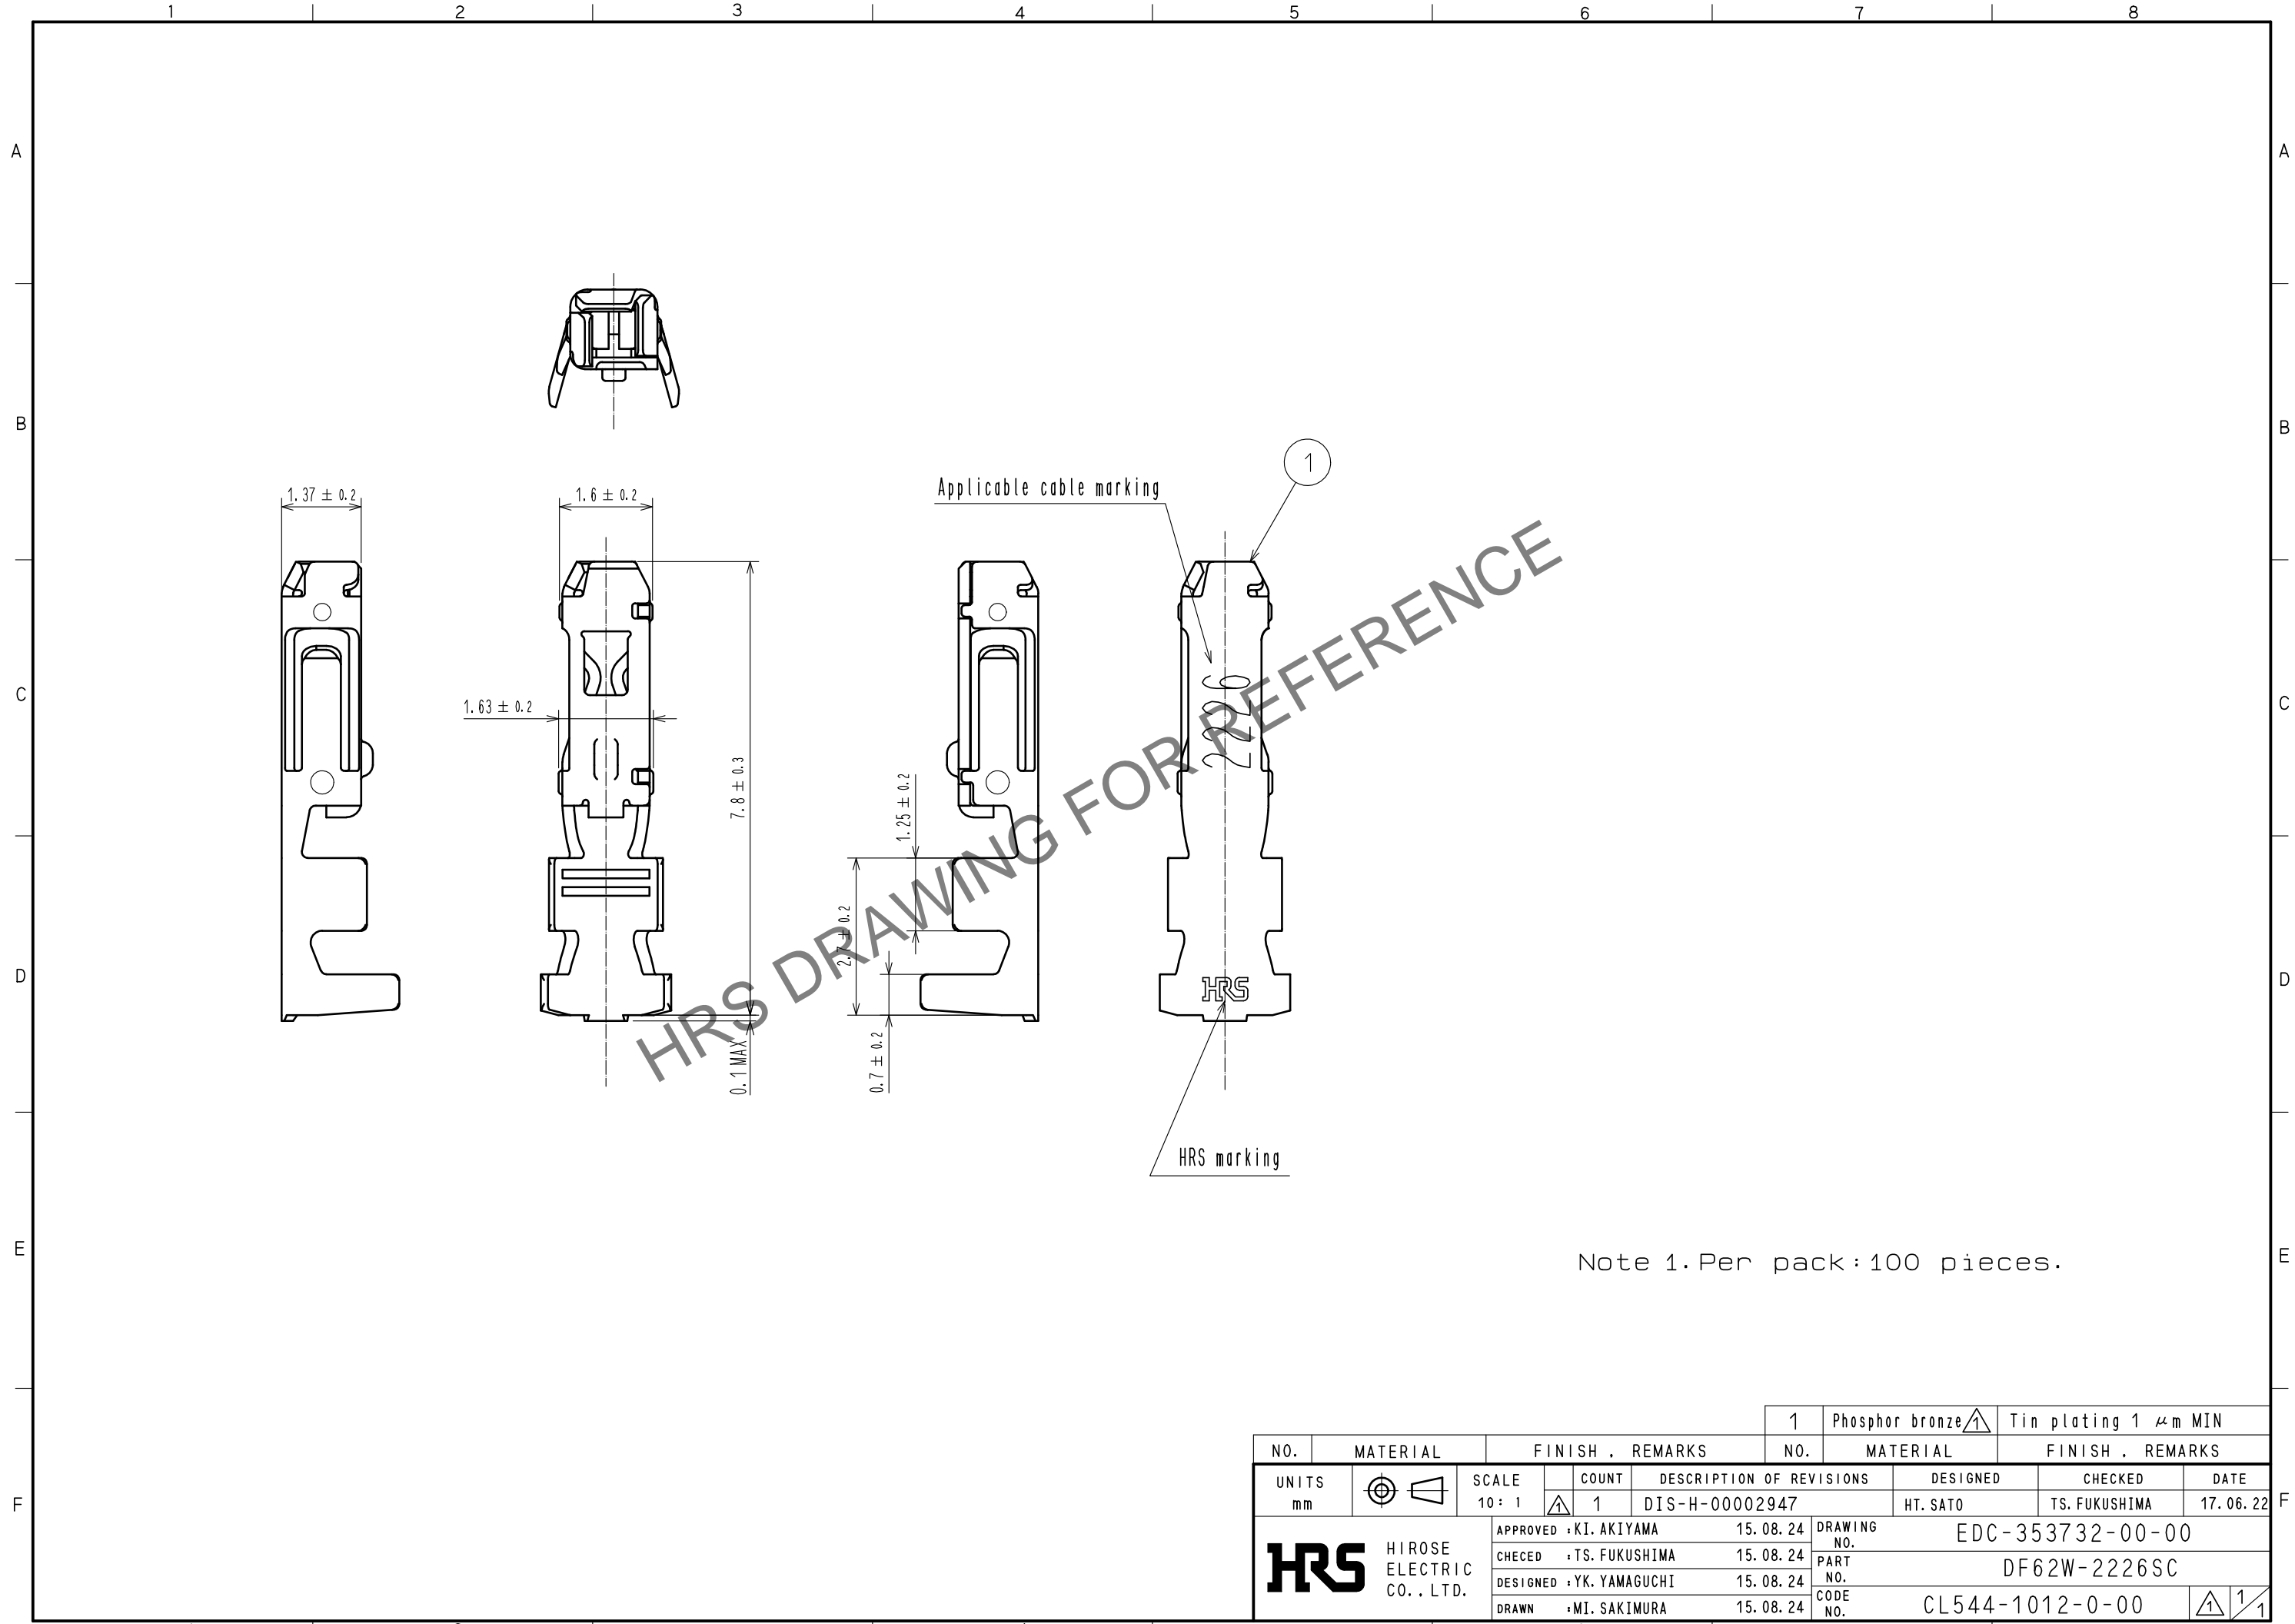 1 2 3 4 5 6 7 8
A A
B B
C C
D D
E E
F F
1
Applicable cable marking
1.37 ± 0.2
1.6 ± 0.2
2226
1.63 ± 0.2
7.8 ± 0.3
1.25 ± 0.2
2.7 ± 0.2
HRS
0.1 MAX
0.7 ± 0.2
HRS marking
HRS DRAWING FOR REFERENCE
Note 1. Per pack : 100 pieces.
1 Phosphor bronze 1 Tin plating 1 μm MIN
NO. MATERIAL FINISH . REMARKS NO. MATERIAL FINISH . REMARKS
UNITS SCALE COUNT DESCRIPTION OF REVISIONS DESIGNED CHECKED DATE
mm 10 : 1 1 1 DIS-H-00002947 HT. SATO TS. FUKUSHIMA 17. 06. 22
HRS HIROSE ELECTRIC CO., LTD.
APPROVED : KI. AKIYAMA 15. 08. 24 DRAWING NO. EDC-353732-00-00
CHECED : TS. FUKUSHIMA 15. 08. 24 PART NO. DF62W-2226SC
DESIGNED : YK. YAMAGUCHI 15. 08. 24
DRAWN : MI. SAKIMURA 15. 08. 24 CODE NO. CL544-1012-0-00 1 1/1